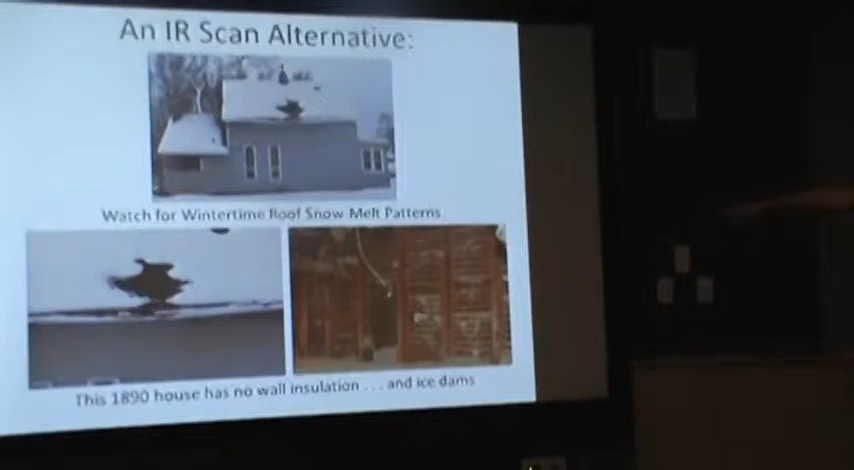 An IR Scan Alternative:
Watch for Wintertime Roof Snow Melt Patterns
This 1890 house has no wall insulation . . . and ice dams